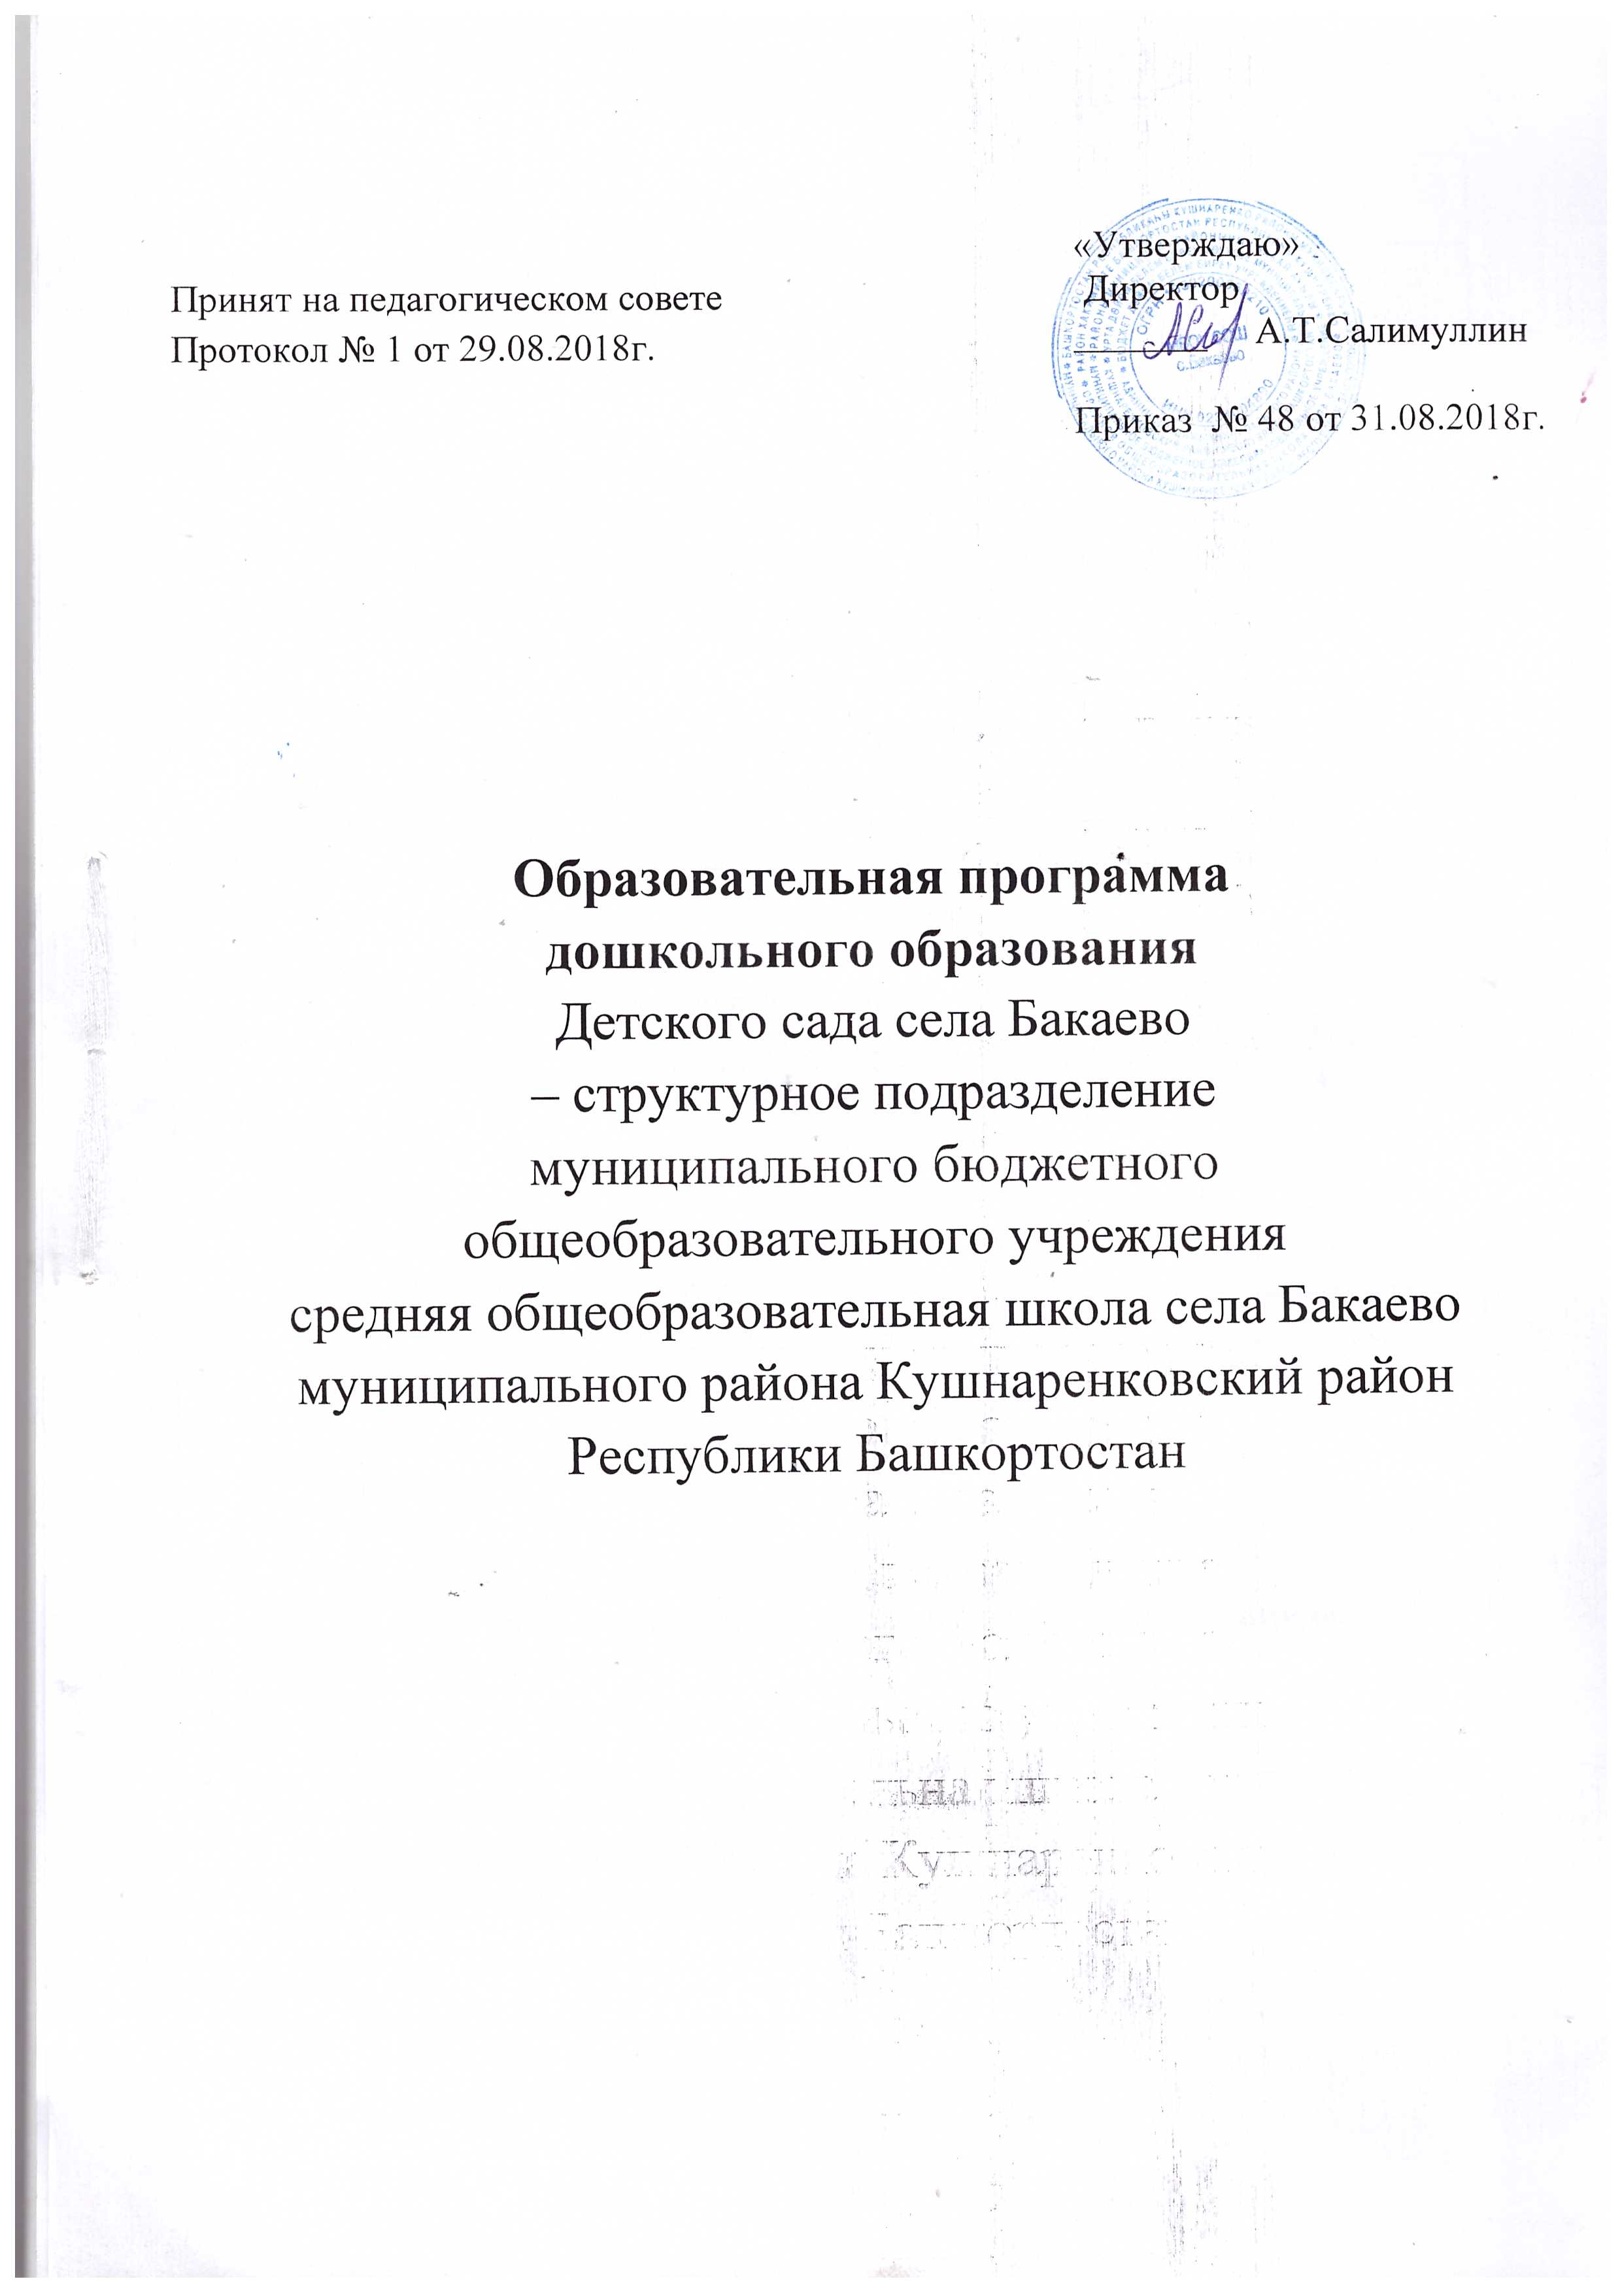 Принят на педагогическом совете
Протокол № 1 от 29.08.2018г.
«Утверждаю»
Директор
А.Т.Салимуллин
Приказ № 48 от 31.08.2018г.
Образовательная программа
дошкольного образования
Детского сада села Бакаево
– структурное подразделение
муниципального бюджетного
общеобразовательного учреждения
средняя общеобразовательная школа села Бакаево
муниципального района Кушнаренковский район
Республики Башкортостан